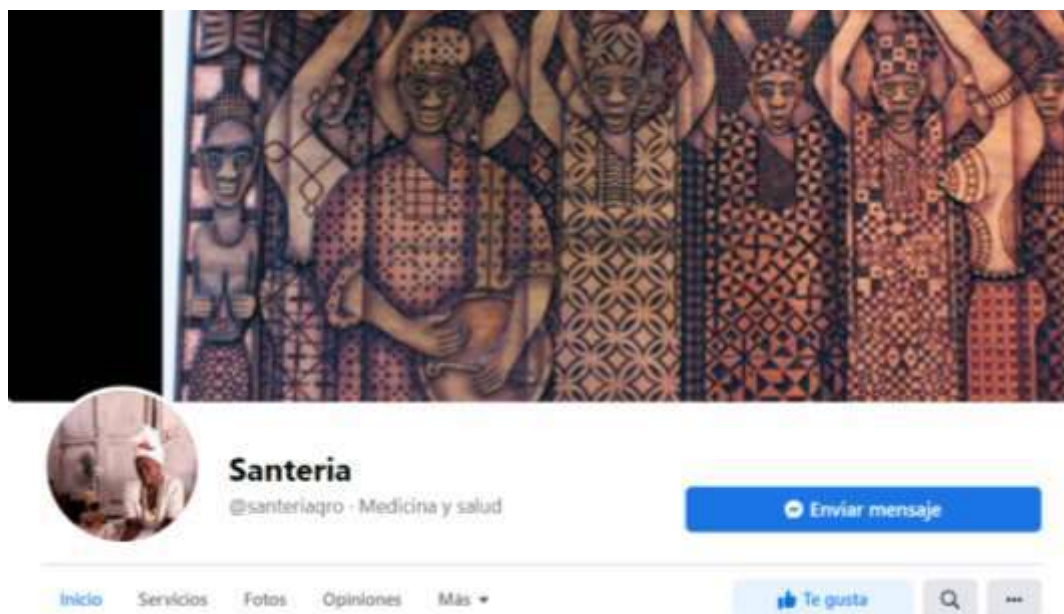 Santeria
@santeriaqro · Medicina y salud
Enviar mensaje
Inicio Servicios Fotos Opiniones Más
Te gusta